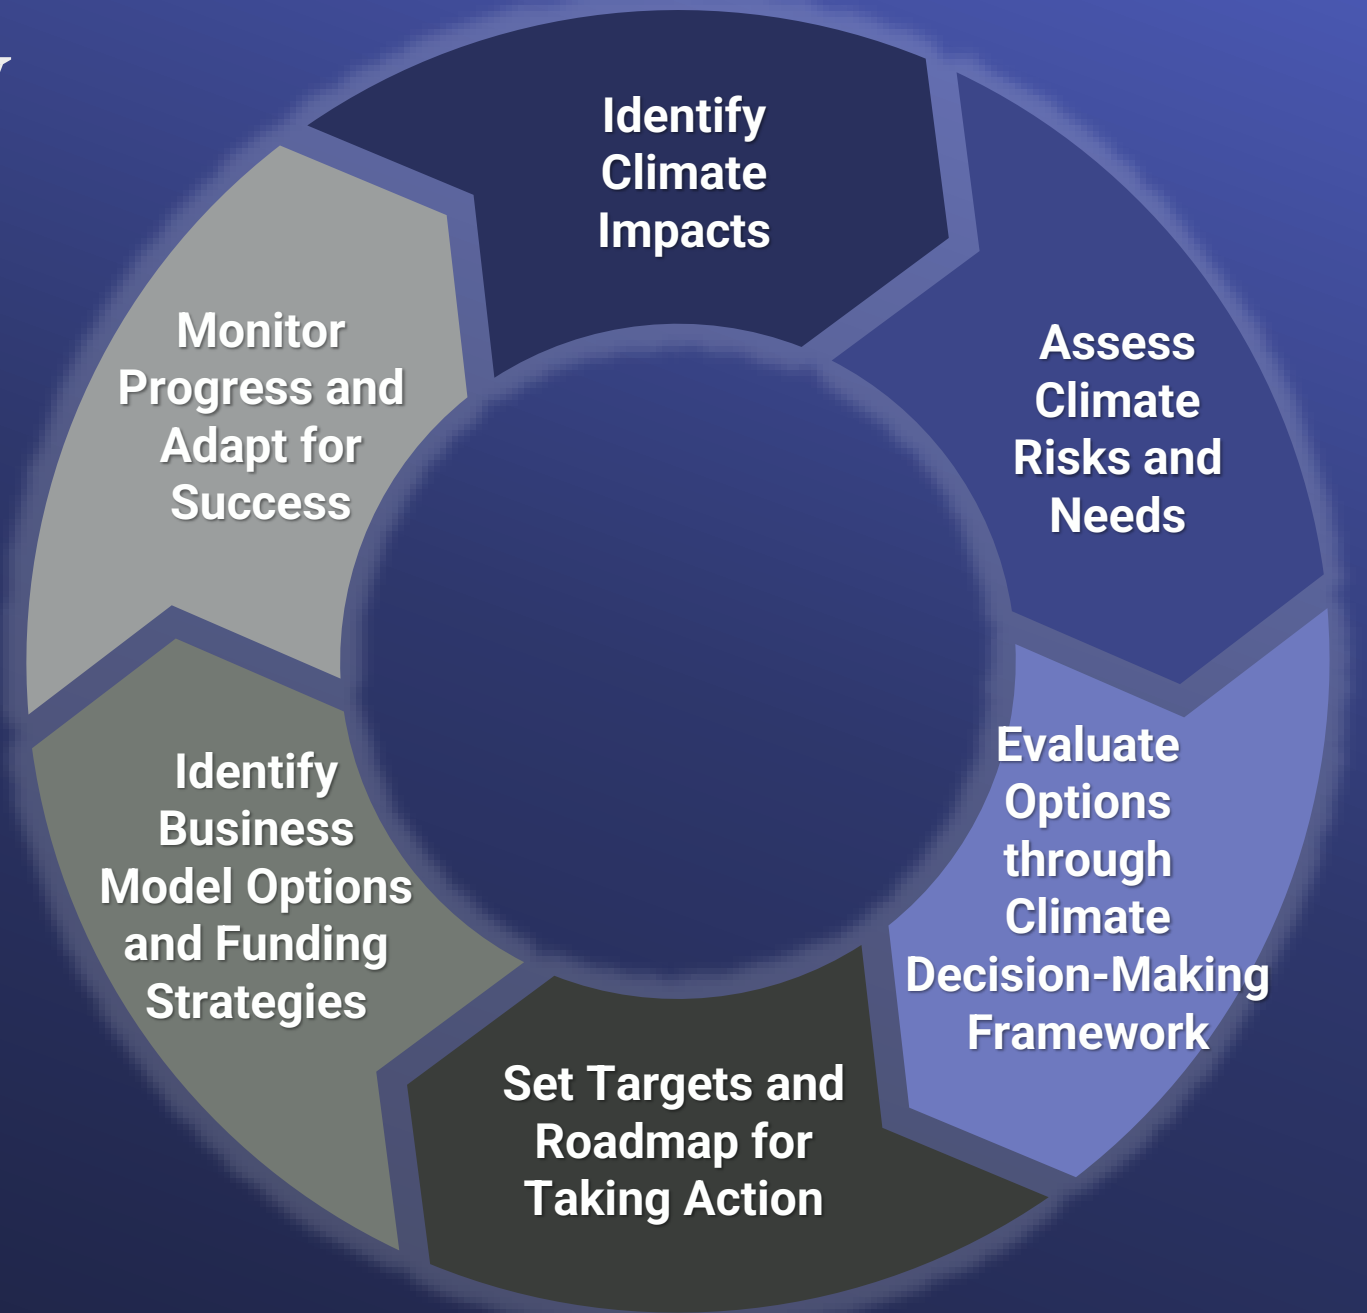 Identify
Climate
Impacts
Assess
Climate
Risks and
Needs
Evaluate
Options
through
Climate
Decision-Making
Framework
Set Targets and
Roadmap for
Taking Action
Identify
Business
Model Options
and Funding
Strategies
Monitor
Progress and
Adapt for
Success